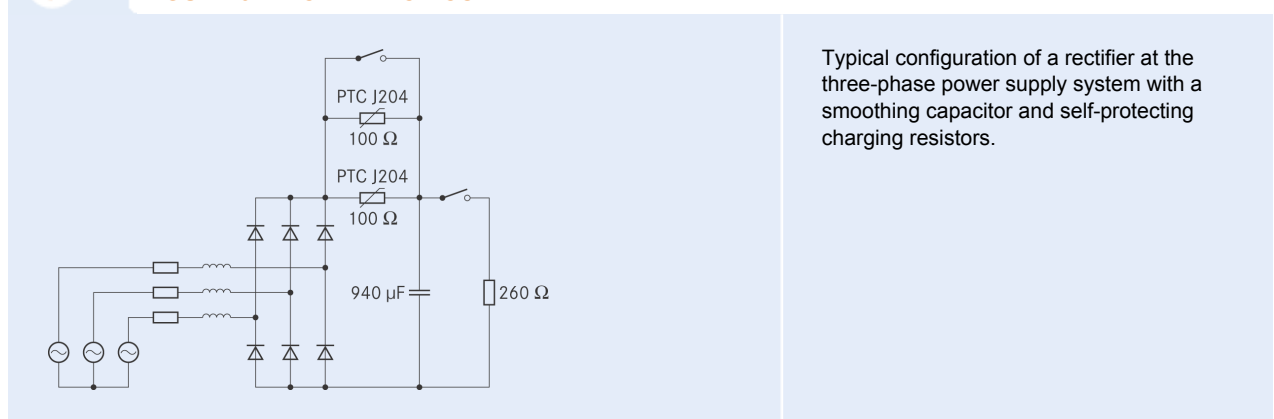 PTC J204
100 Ω
PTC J204
100 Ω
940 µF
260 Ω
Typical configuration of a rectifier at the
three-phase power supply system with a
smoothing capacitor and self-protecting
charging resistors.